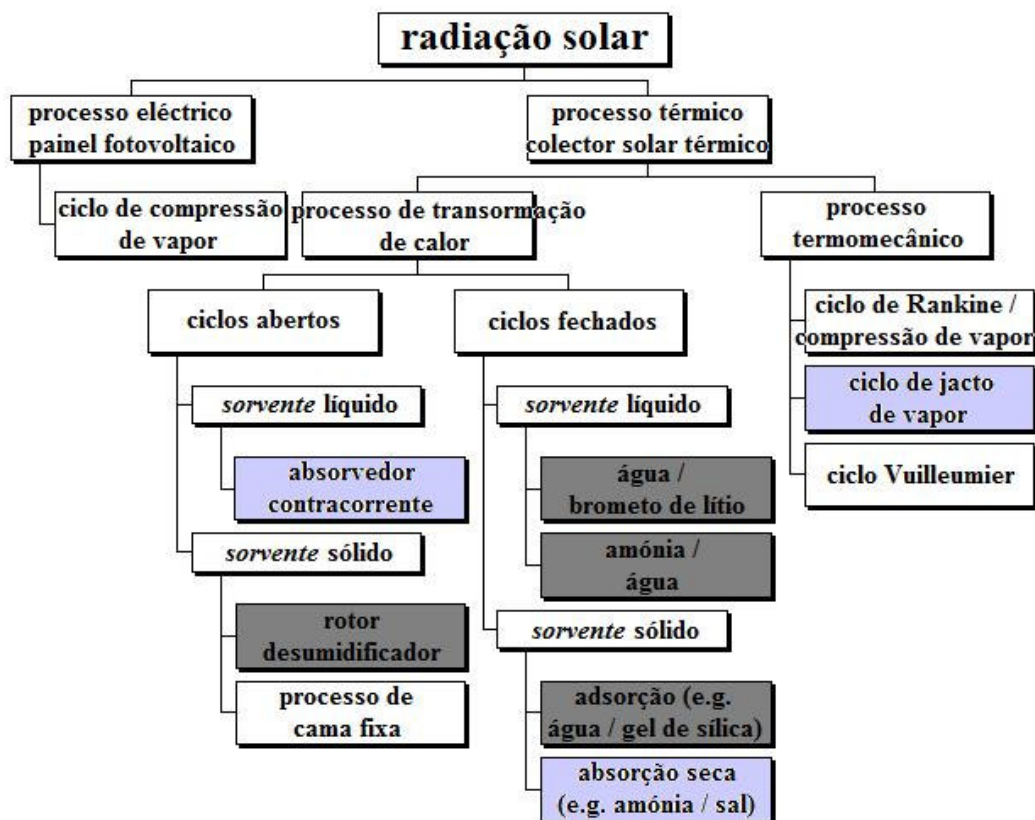 radiação solar
processo eléctrico
painel fotovoltaico
processo térmico
colector solar térmico
ciclo de compressão
de vapor
processo de transormação
de calor
processo
termomecânico
ciclos abertos
ciclos fechados
ciclo de Rankine /
compressão de vapor
ciclo de jacto
de vapor
ciclo Vuilleumier
sorvente líquido
absorvedor
contracorrente
sorvente sólido
rotor
desumidificador
processo de
cama fixa
sorvente líquido
água /
brometo de lítio
amónia /
água
sorvente sólido
adsorção (e.g.
água / gel de sílica)
absorção seca
(e.g. amónia / sal)